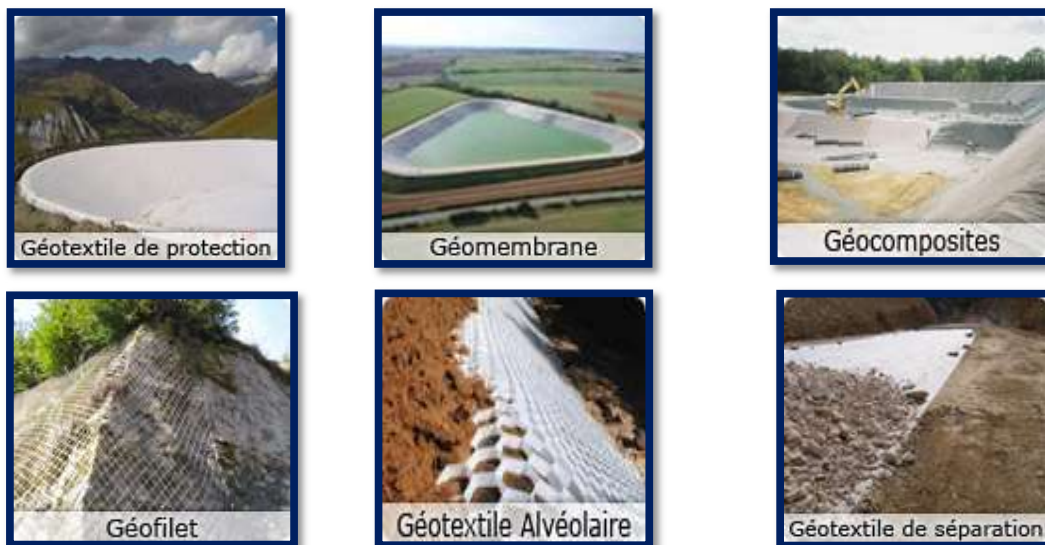 Géotextile de protection
Géomembrane
Géocomposites
Géofilet
Géotextile Alvéolaire
Géotextile de séparation